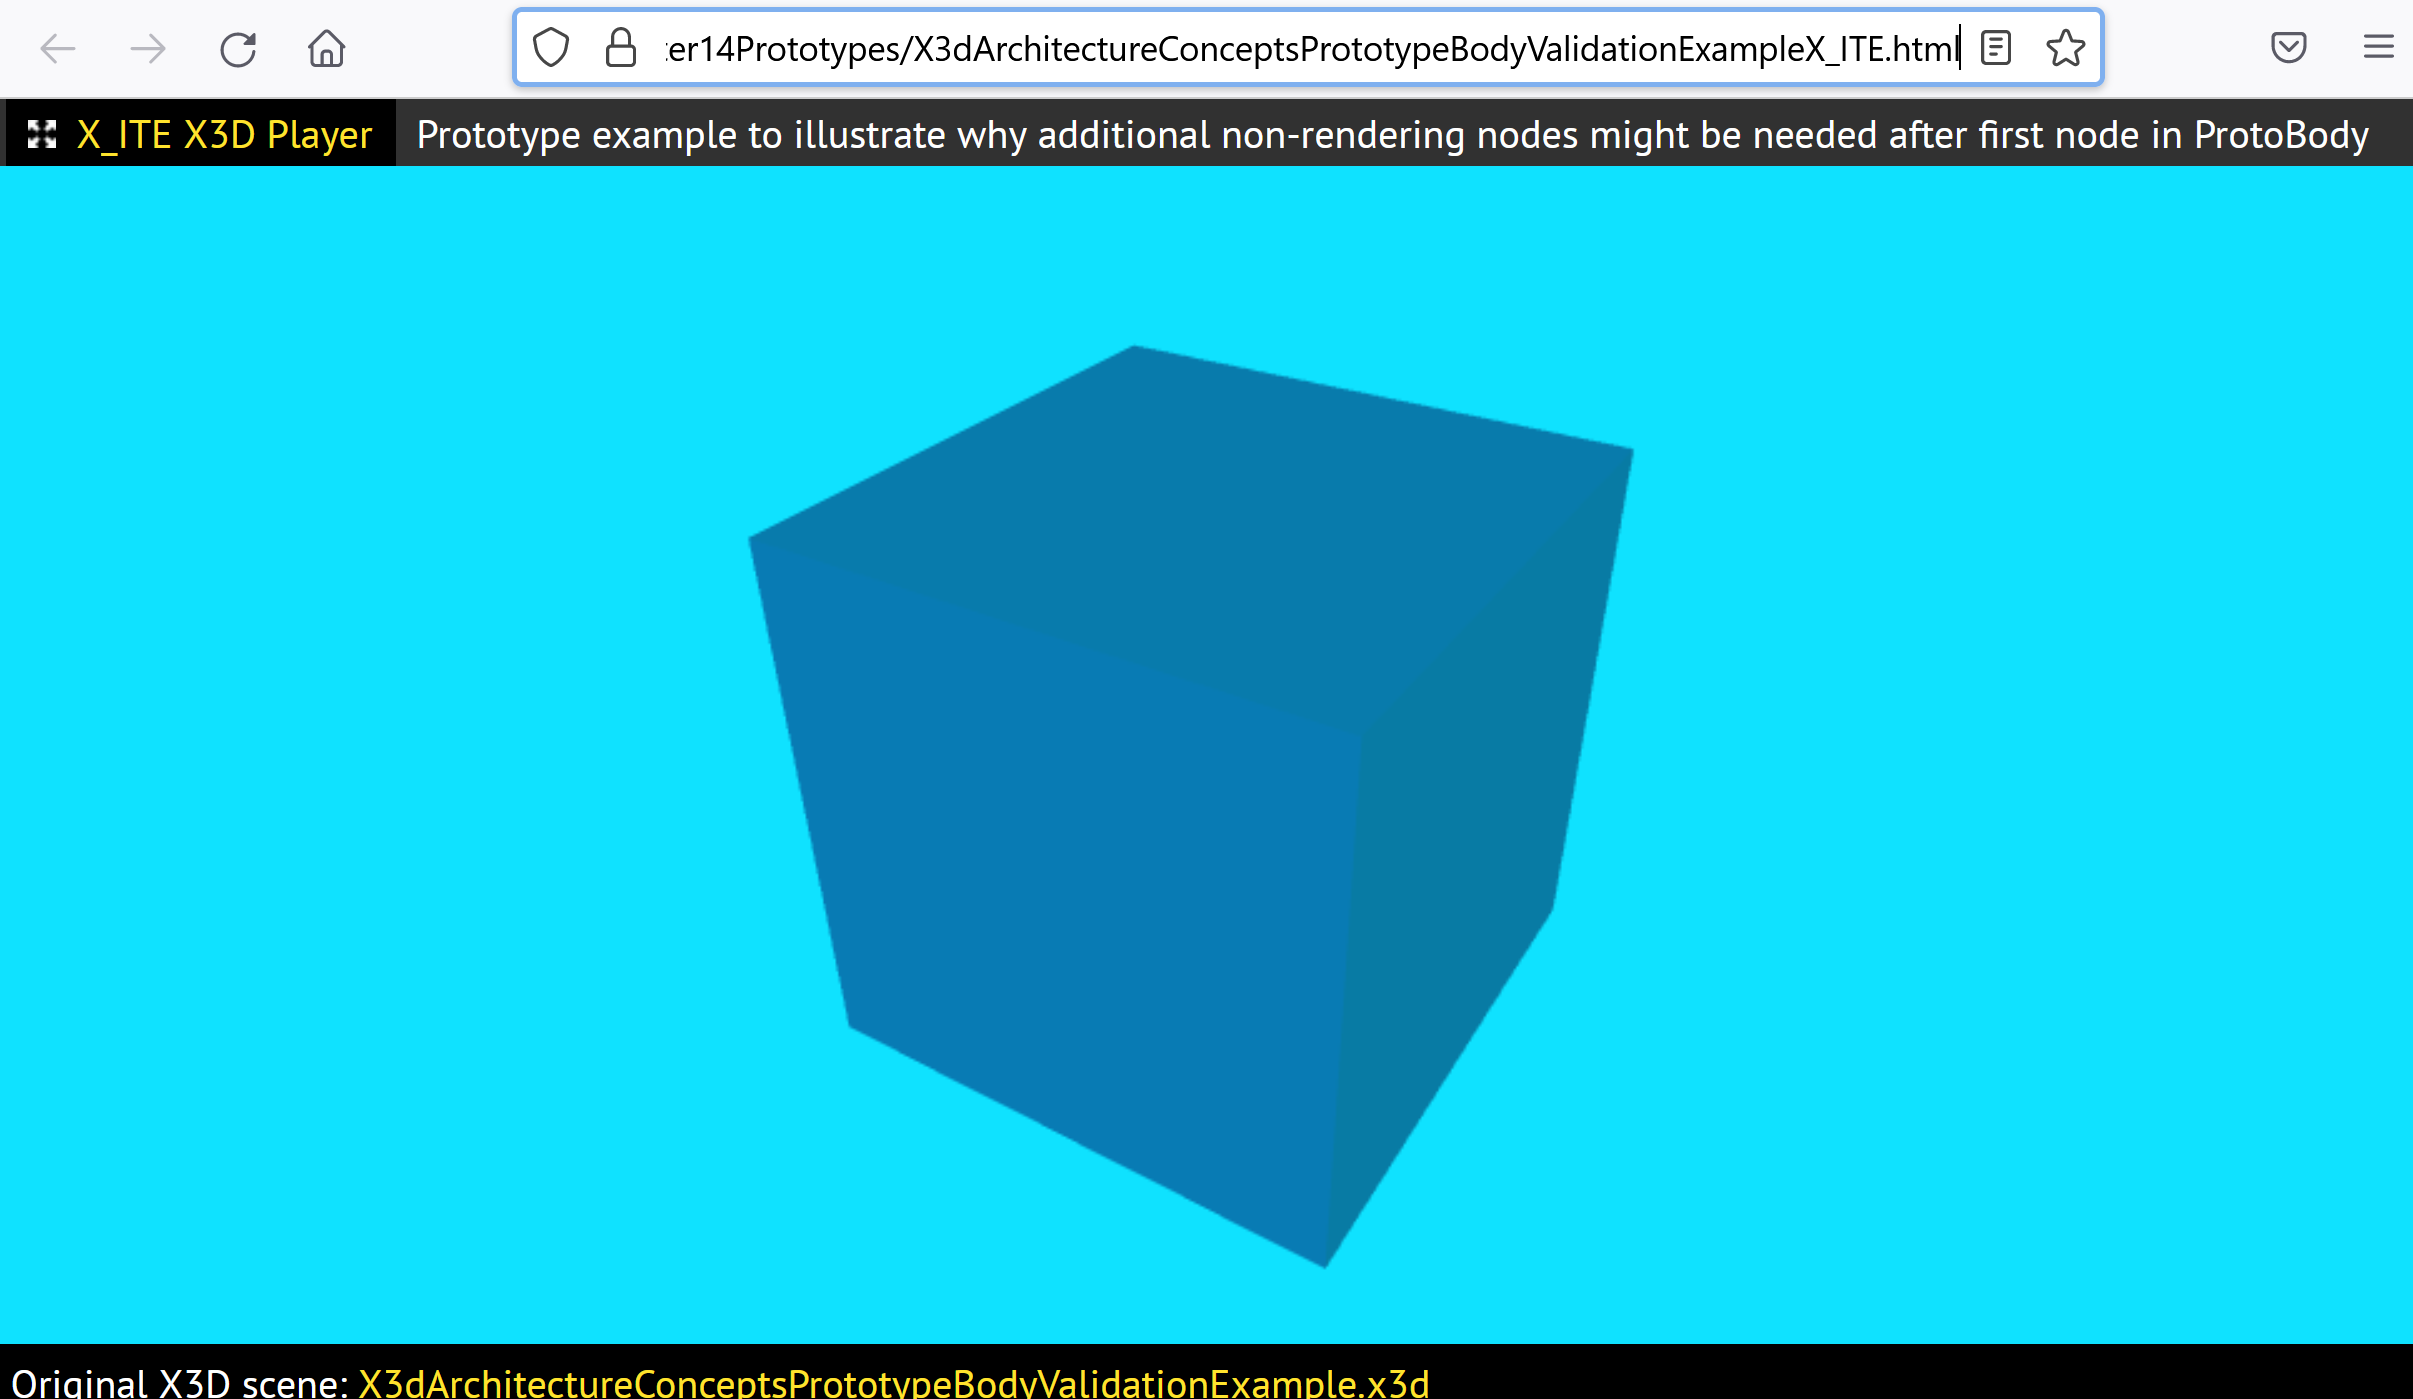 er14Prototypes/X3dArchitectureConceptsPrototypeBodyValidationExampleX_ITE.html
X_ITE X3D Player Prototype example to illustrate why additional non-rendering nodes might be needed after first node in ProtoBody
Original X3D scene: X3dArchitectureConceptsPrototypeBodyValidationExample.x3d